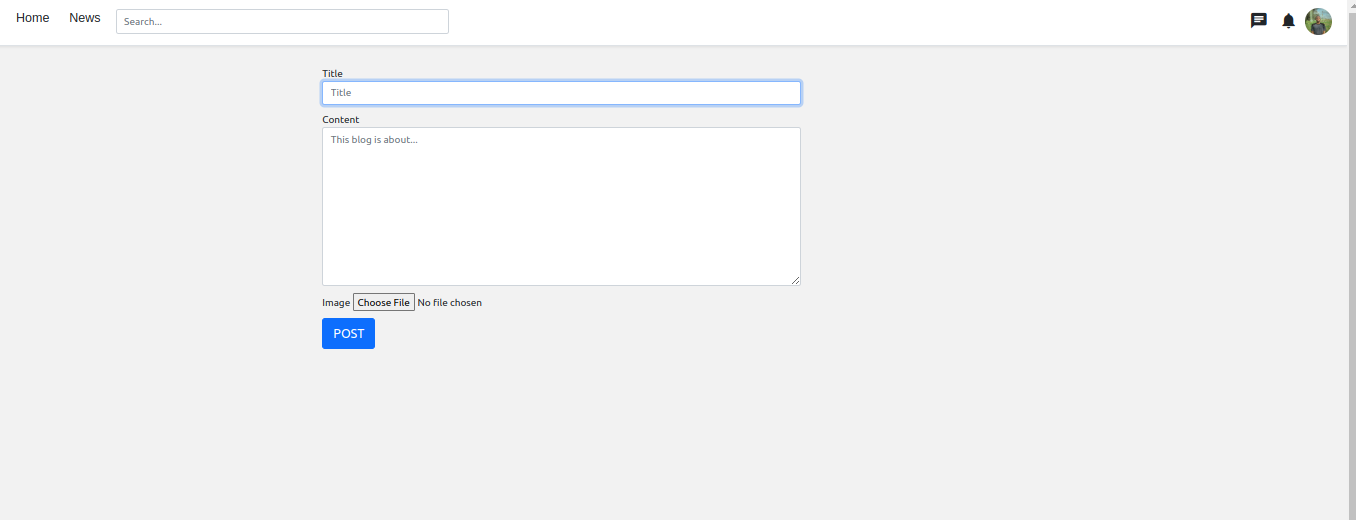 Home News Search...
Title
Title
Content
This blog is about...
Image Choose File No file chosen
POST